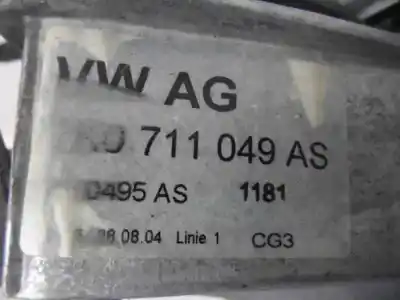 VW AG
711 049 AS
0495 AS 1181
08.04 Linie 1 CG3